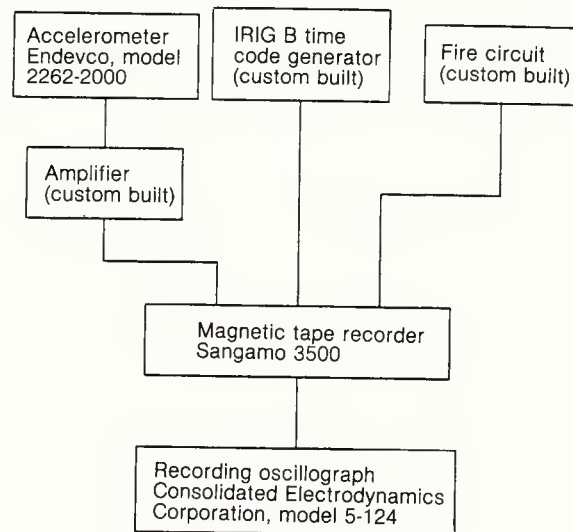 Accelerometer
Endevco, model
2262-2000
IRIG B time
code generator
(custom built)
Fire circuit
(custom built)
Amplifier
(custom built)
Magnetic tape recorder
Sangamo 3500
Recording oscillograph
Consolidated Electrodynamics
Corporation, model 5-124